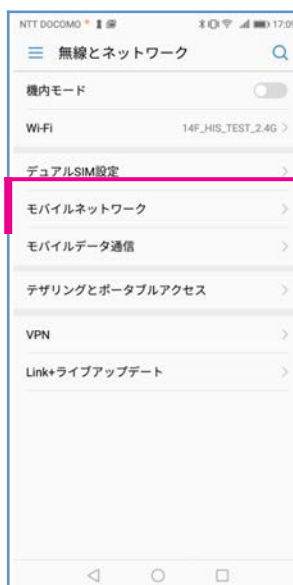 NTT DOCOMO 17:09
無線とネットワーク
機内モード
Wi-Fi 14F_HIS_TEST_2.4G
デュアルSIM設定
モバイルネットワーク
モバイルデータ通信
テザリングとポータブルアクセス
VPN
Link+ライブアップデート